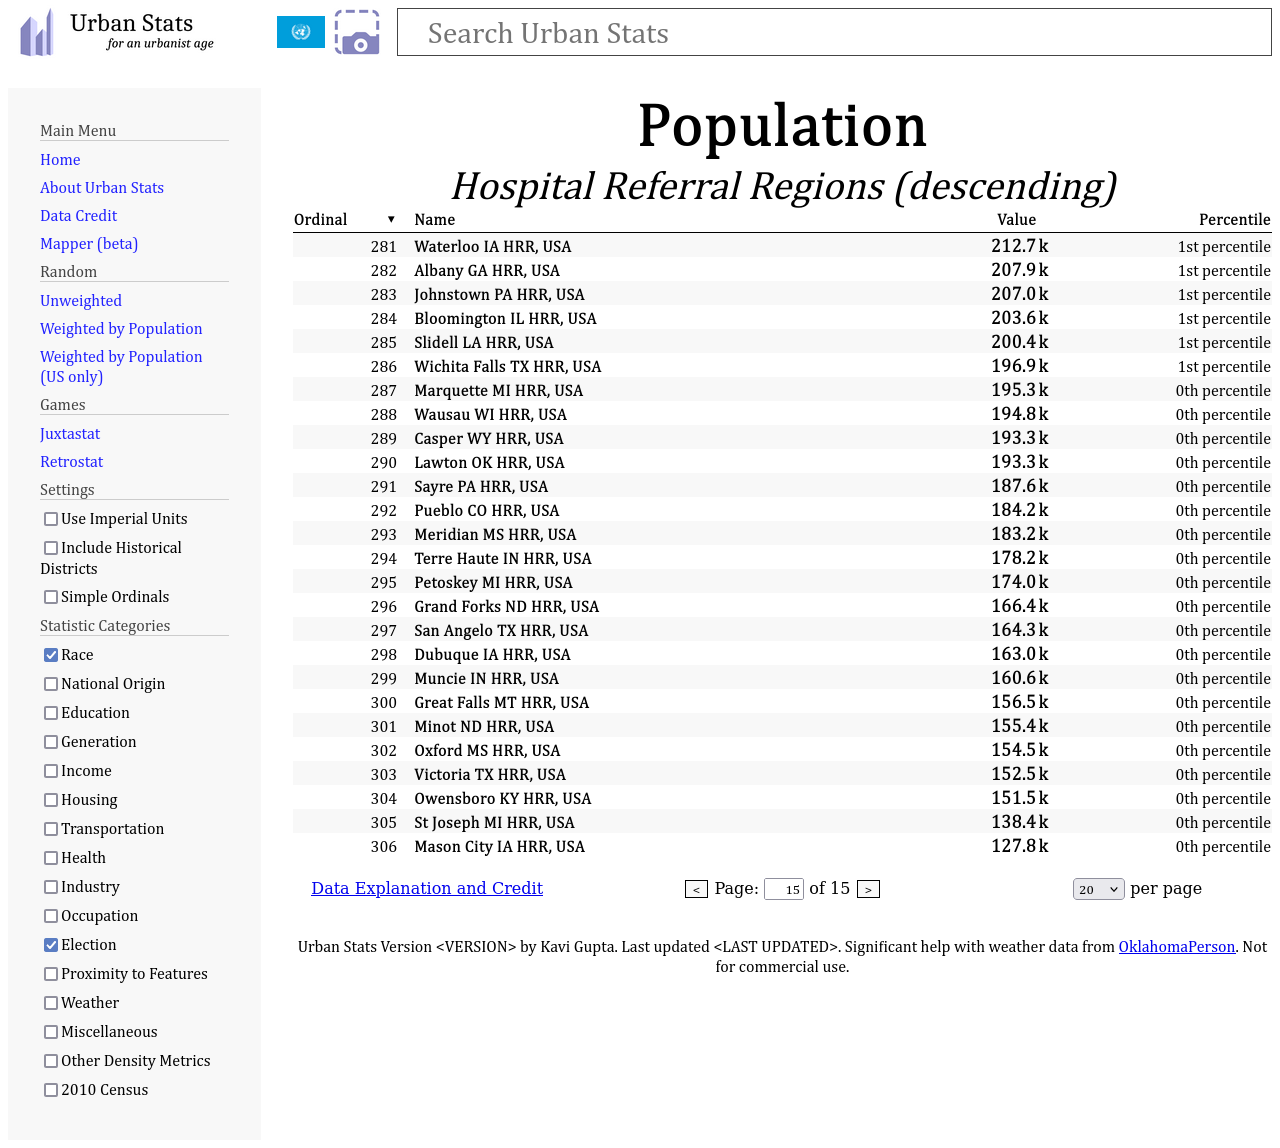 Urban Stats
for an urbanist age
Search Urban Stats
Main Menu
Home
About Urban Stats
Data Credit
Mapper (beta)
Random
Unweighted
Weighted by Population
Weighted by Population
(US only)
Games
Juxtastat
Retrostat
Settings
Use Imperial Units
Include Historical
Districts
Simple Ordinals
Statistic Categories
Race
National Origin
Education
Generation
Income
Housing
Transportation
Health
Industry
Occupation
Election
Proximity to Features
Weather
Miscellaneous
Other Density Metrics
2010 Census
Population
Hospital Referral Regions (descending)
Ordinal ▼ Name Value Percentile
281 Waterloo IA HRR, USA 212.7 k 1st percentile
282 Albany GA HRR, USA 207.9 k 1st percentile
283 Johnstown PA HRR, USA 207.0 k 1st percentile
284 Bloomington IL HRR, USA 203.6 k 1st percentile
285 Slidell LA HRR, USA 200.4 k 1st percentile
286 Wichita Falls TX HRR, USA 196.9 k 1st percentile
287 Marquette MI HRR, USA 195.3 k 0th percentile
288 Wausau WI HRR, USA 194.8 k 0th percentile
289 Casper WY HRR, USA 193.3 k 0th percentile
290 Lawton OK HRR, USA 193.3 k 0th percentile
291 Sayre PA HRR, USA 187.6 k 0th percentile
292 Pueblo CO HRR, USA 184.2 k 0th percentile
293 Meridian MS HRR, USA 183.2 k 0th percentile
294 Terre Haute IN HRR, USA 178.2 k 0th percentile
295 Petoskey MI HRR, USA 174.0 k 0th percentile
296 Grand Forks ND HRR, USA 166.4 k 0th percentile
297 San Angelo TX HRR, USA 164.3 k 0th percentile
298 Dubuque IA HRR, USA 163.0 k 0th percentile
299 Muncie IN HRR, USA 160.6 k 0th percentile
300 Great Falls MT HRR, USA 156.5 k 0th percentile
301 Minot ND HRR, USA 155.4 k 0th percentile
302 Oxford MS HRR, USA 154.5 k 0th percentile
303 Victoria TX HRR, USA 152.5 k 0th percentile
304 Owensboro KY HRR, USA 151.5 k 0th percentile
305 St Joseph MI HRR, USA 138.4 k 0th percentile
306 Mason City IA HRR, USA 127.8 k 0th percentile
Data Explanation and Credit < Page: 15 of 15 > 20 per page
Urban Stats Version <VERSION> by Kavi Gupta. Last updated <LAST UPDATED>. Significant help with weather data from OklahomaPerson. Not
for commercial use.